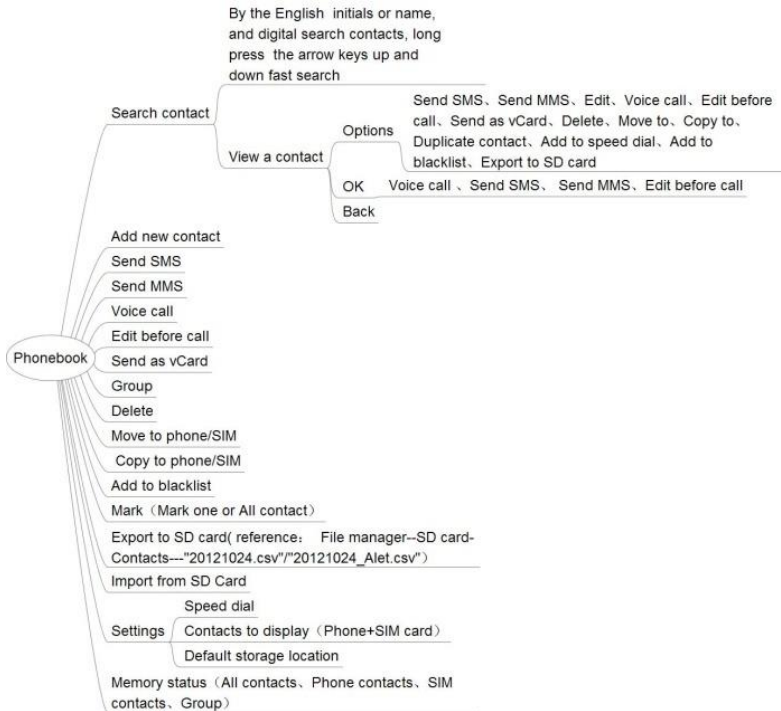 By the English initials or name,
and digital search contacts, long
press the arrow keys up and
down fast search
Search contact
View a contact
Options
Send SMS、Send MMS、Edit、Voice call、Edit before
call、Send as vCard、Delete、Move to、Copy to、
Duplicate contact、Add to speed dial、Add to
blacklist、Export to SD card
OK
Voice call 、Send SMS、 Send MMS、Edit before call
Back
Phonebook
Add new contact
Send SMS
Send MMS
Voice call
Edit before call
Send as vCard
Group
Delete
Move to phone/SIM
Copy to phone/SIM
Add to blacklist
Mark（Mark one or All contact）
Export to SD card( reference： File manager--SD card-
Contacts---"20121024.csv"/"20121024_Alet.csv"）
Import from SD Card
Settings
Speed dial
Contacts to display（Phone+SIM card）
Default storage location
Memory status（All contacts、Phone contacts、SIM
contacts、Group）